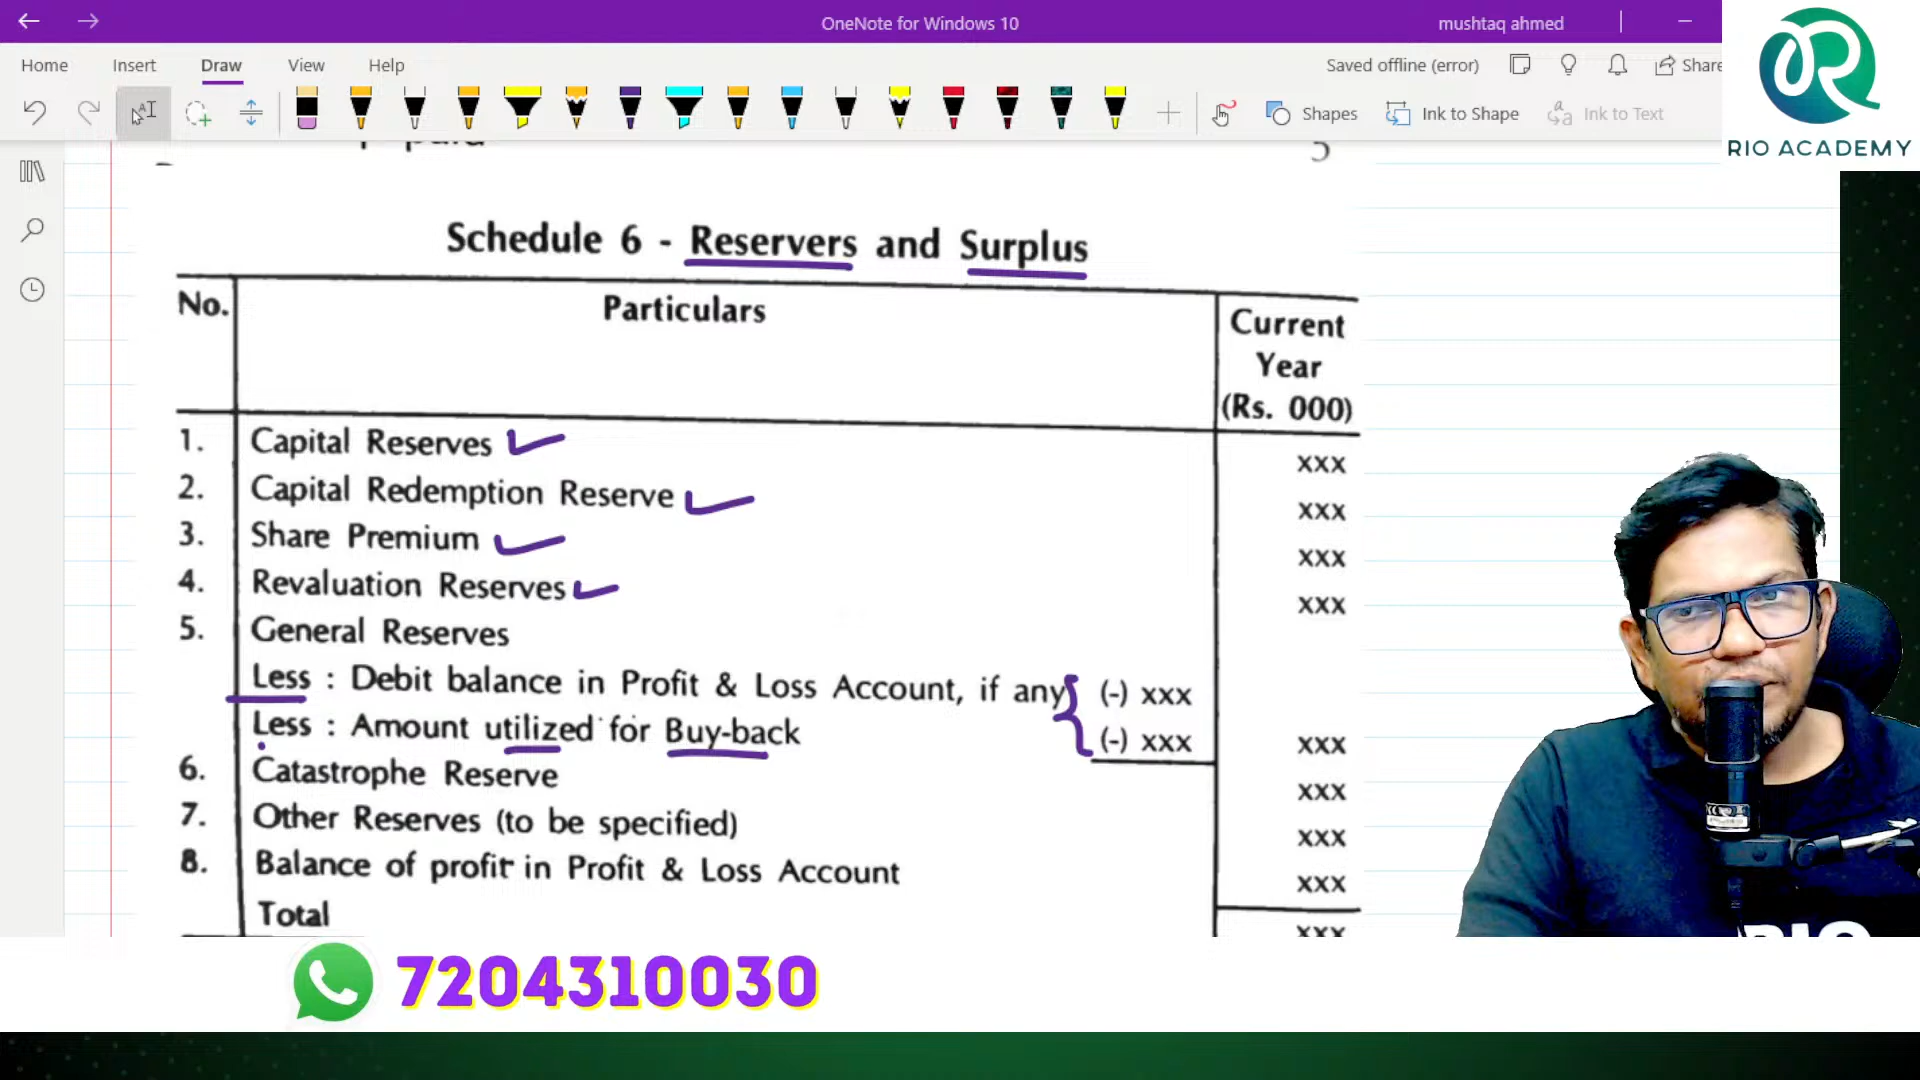 OneNote for Windows 10
mushtaq ahmed
Home Insert Draw View Help
Saved offline (error)
Share
Shapes
Ink to Shape
Ink to Text
RIO ACADEMY
Schedule 6 - Reservers and Surplus
No. Particulars Current Year (Rs. 000)
1. Capital Reserves xxx
2. Capital Redemption Reserve xxx
3. Share Premium xxx
4. Revaluation Reserves xxx
5. General Reserves
Less : Debit balance in Profit & Loss Account, if any (-) xxx
Less : Amount utilized for Buy-back (-) xxx xxx
6. Catastrophe Reserve xxx
7. Other Reserves (to be specified) xxx
8. Balance of profit in Profit & Loss Account xxx
Total xxx
7204310030